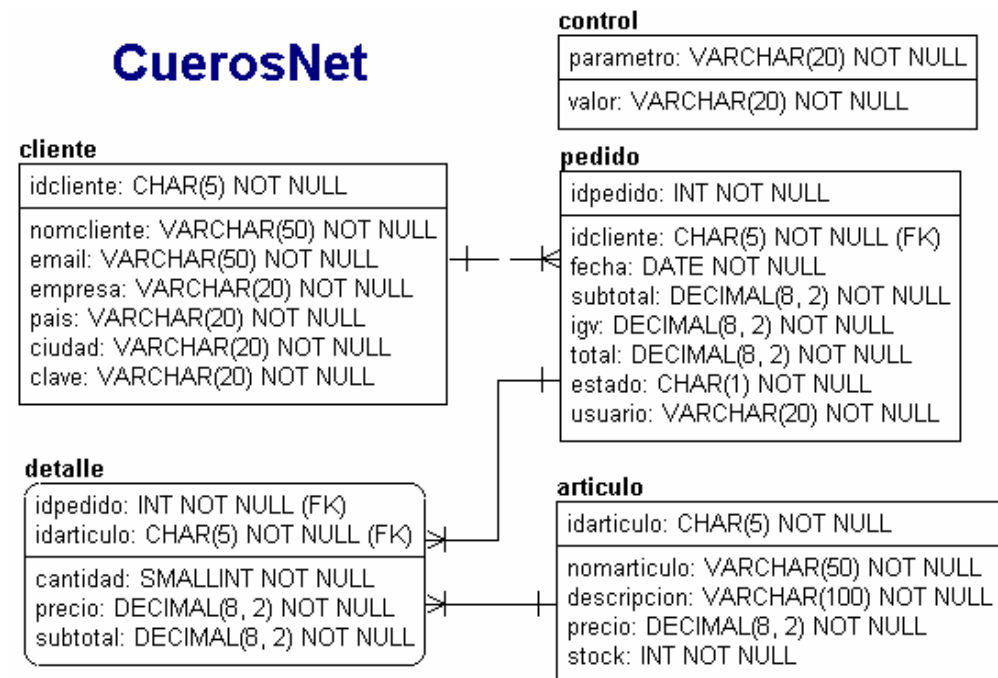 CuerosNet
control
parametro: VARCHAR(20) NOT NULL
valor: VARCHAR(20) NOT NULL
cliente
idcliente: CHAR(5) NOT NULL
nomcliente: VARCHAR(50) NOT NULL
email: VARCHAR(50) NOT NULL
empresa: VARCHAR(20) NOT NULL
pais: VARCHAR(20) NOT NULL
ciudad: VARCHAR(20) NOT NULL
clave: VARCHAR(20) NOT NULL
pedido
idpedido: INT NOT NULL
idcliente: CHAR(5) NOT NULL (FK)
fecha: DATE NOT NULL
subtotal: DECIMAL(8, 2) NOT NULL
igv: DECIMAL(8, 2) NOT NULL
total: DECIMAL(8, 2) NOT NULL
estado: CHAR(1) NOT NULL
usuario: VARCHAR(20) NOT NULL
detalle
idpedido: INT NOT NULL (FK)
idarticulo: CHAR(5) NOT NULL (FK)
cantidad: SMALLINT NOT NULL
precio: DECIMAL(8, 2) NOT NULL
subtotal: DECIMAL(8, 2) NOT NULL
articulo
idarticulo: CHAR(5) NOT NULL
nomarticulo: VARCHAR(50) NOT NULL
descripcion: VARCHAR(100) NOT NULL
precio: DECIMAL(8, 2) NOT NULL
stock: INT NOT NULL